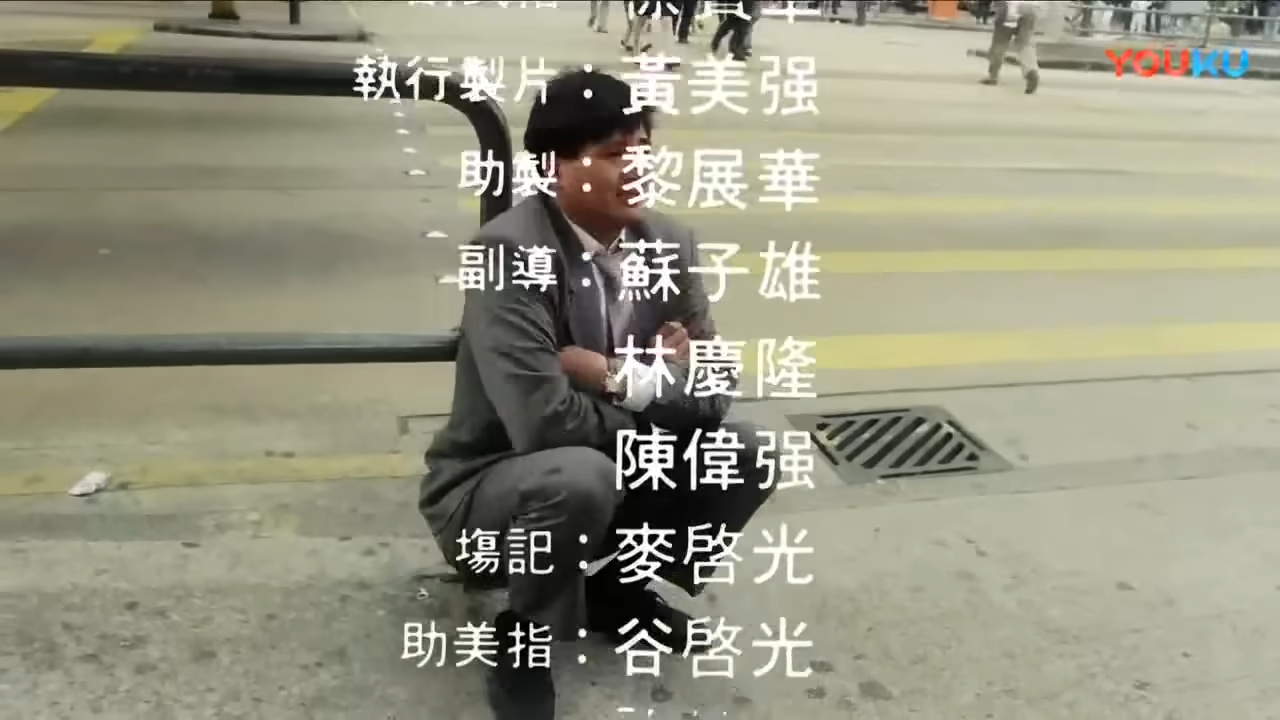 YOUKU
執行製片：黃美强
助製：黎展華
副導：蘇子雄
林慶隆
陳偉强
塲記：麥啓光
助美指：谷啓光